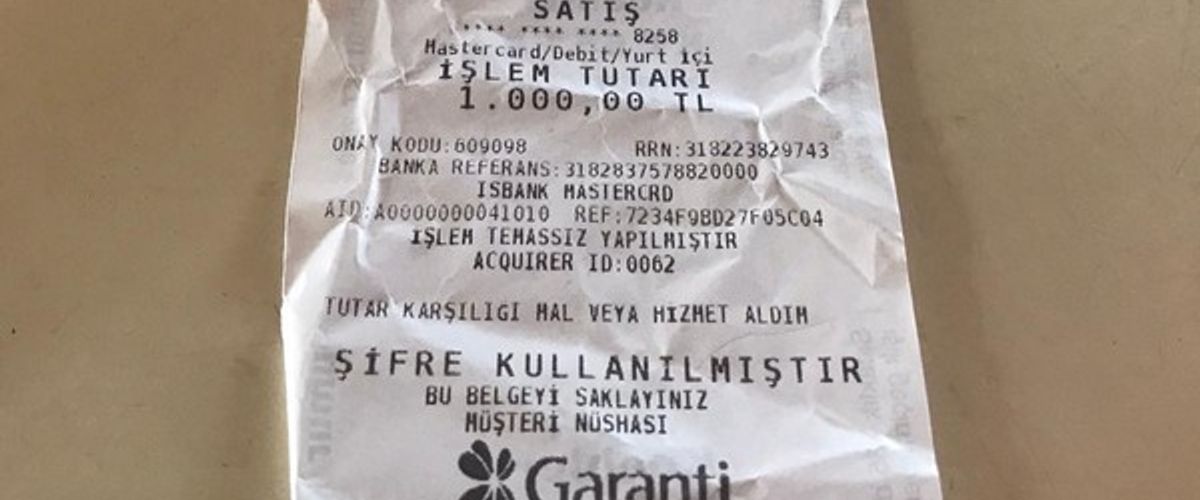 SATIŞ
**** **** **** 8258
Mastercard/Debit/Yurt içi
İŞLEM TUTARI
1.000,00 TL
ONAY KODU:609098 RRN:318223829743
BANKA REFERANS:3182837578820000
ISBANK MASTERCRD
AID:A0000000041010 REF:7234F98D27F05C04
IŞLEM TEMASSIZ YAPILMIŞTIR
ACQUIRER ID:0062
TUTAR KARŞILIGI MAL VEYA HIZMET ALDIM
ŞİFRE KULLANILMIŞTIR
BU BELGEYİ SAKLAYINIZ
MÜŞTERİ NÜSHASI
Garanti